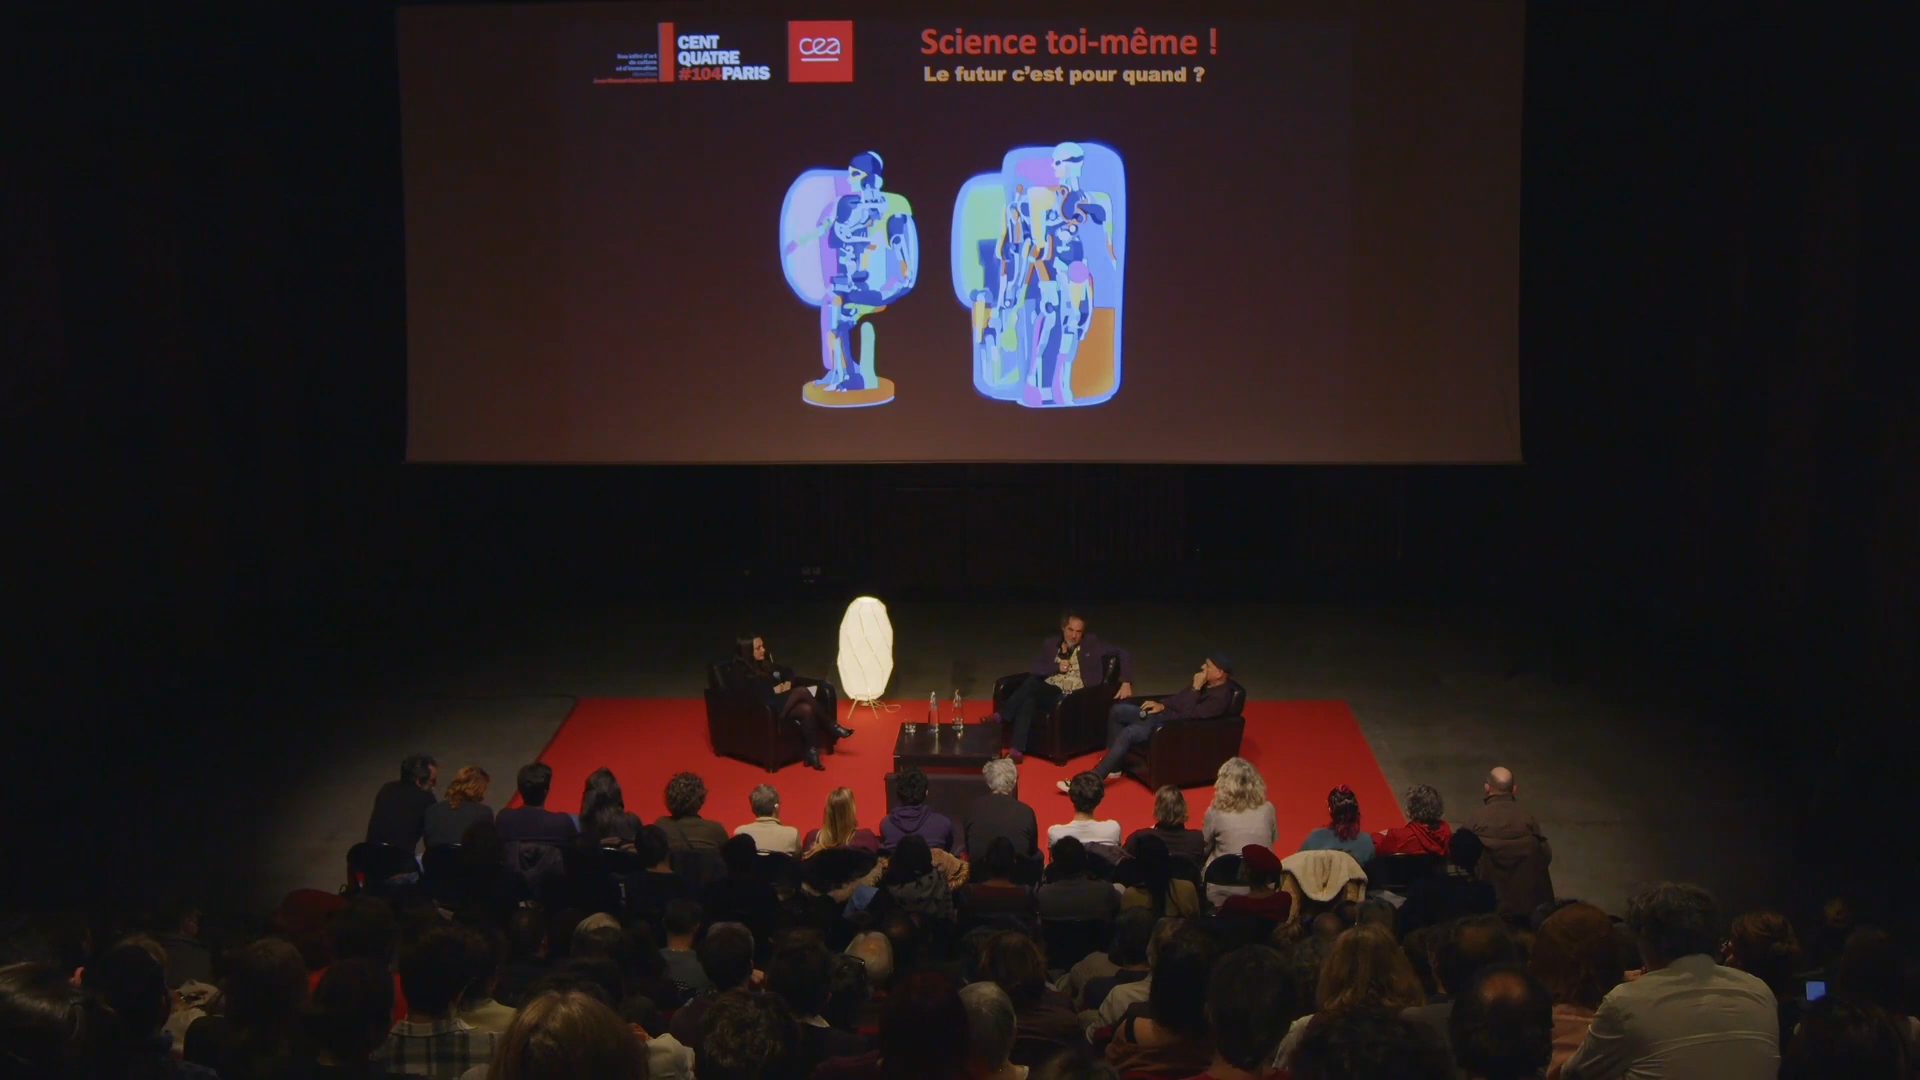 CENT
QUATRE
#104PARIS
cea
Science toi-même !
Le futur c'est pour quand ?